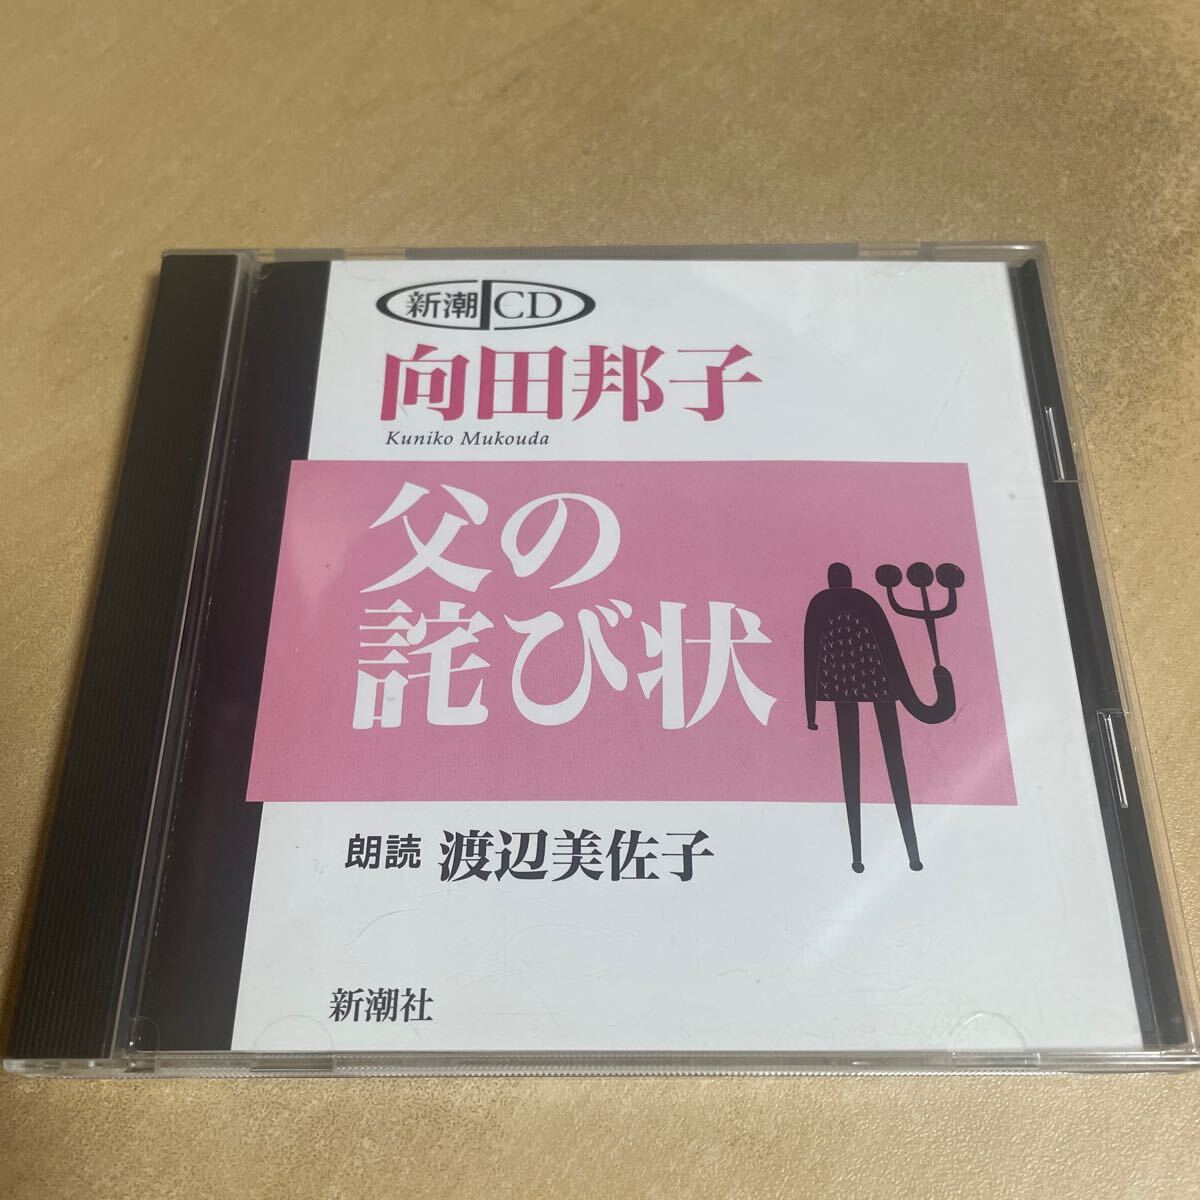 新潮CD
向田邦子
Kuniko Mukouda
父の
詫び状
朗読 渡辺美佐子
新潮社